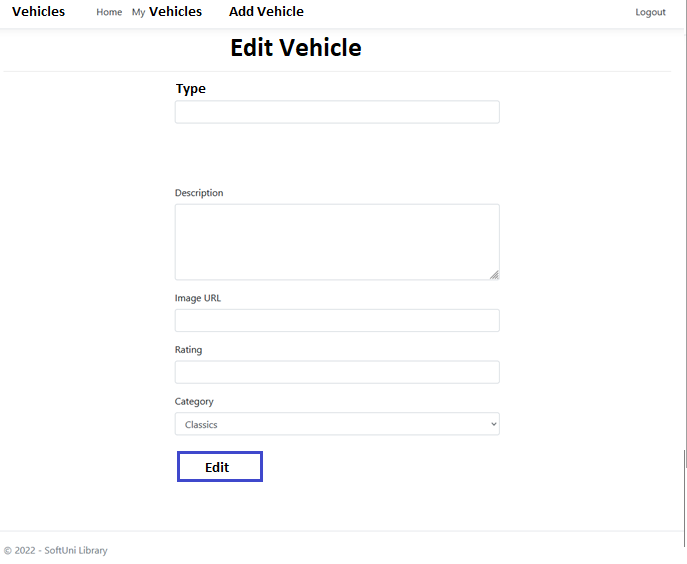 Vehicles Home My Vehicles Add Vehicle Logout
Edit Vehicle
Type
Description
Image URL
Rating
Category
Classics
Edit
© 2022 - SoftUni Library